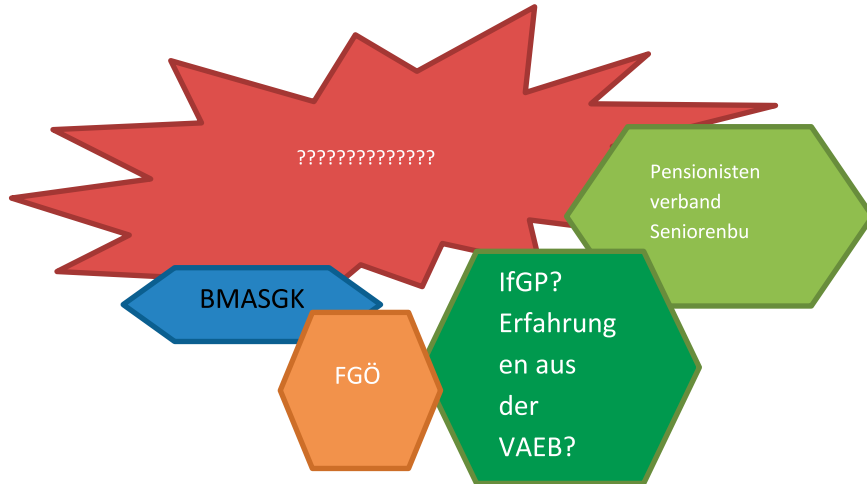 ??????????????
Pensionisten
verband
Seniorenbu
BMASGK
IfGP?
Erfahrung
en aus
der
VAEB?
FGÖ